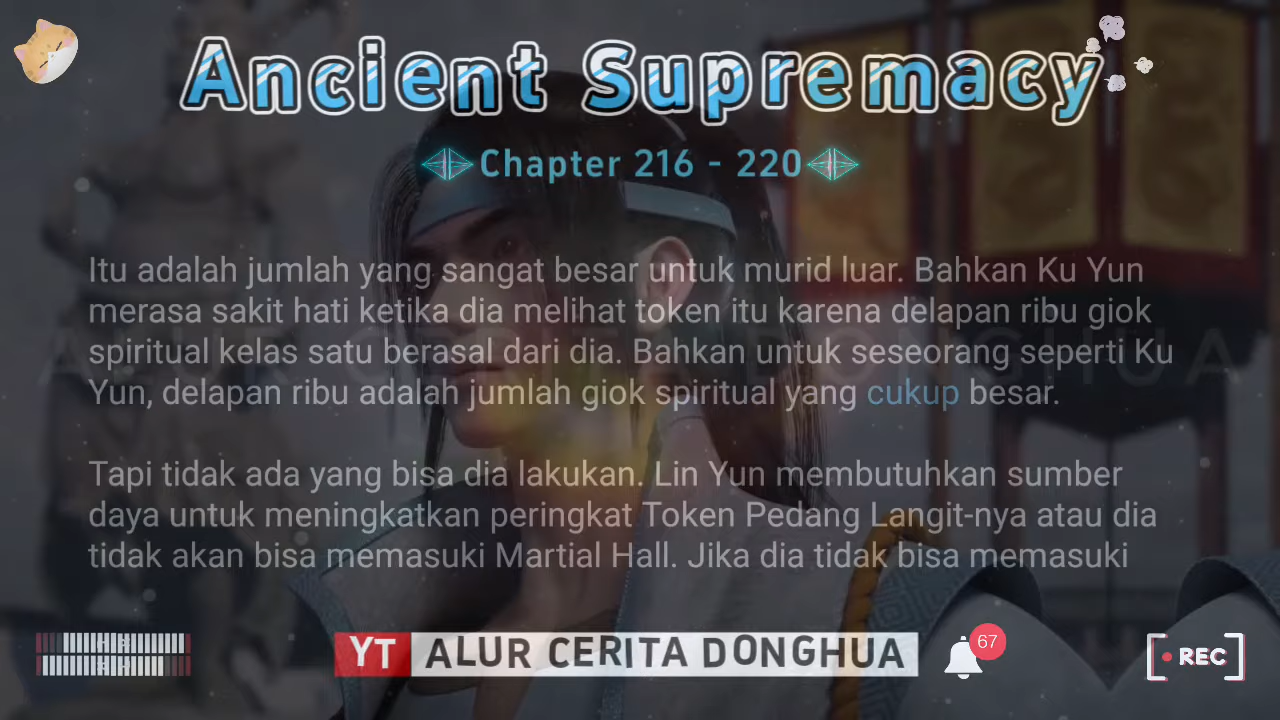 Ancient Supremacy
Chapter 216 - 220
Itu adalah jumlah yang sangat besar untuk murid luar. Bahkan Ku Yun
merasa sakit hati ketika dia melihat token itu karena delapan ribu giok
spiritual kelas satu berasal dari dia. Bahkan untuk seseorang seperti Ku
Yun, delapan ribu adalah jumlah giok spiritual yang cukup besar.
Tapi tidak ada yang bisa dia lakukan. Lin Yun membutuhkan sumber
daya untuk meningkatkan peringkat Token Pedang Langit-nya atau dia
tidak akan bisa memasuki Martial Hall. Jika dia tidak bisa memasuki
YT ALUR CERITA DONGHUA
67
REC